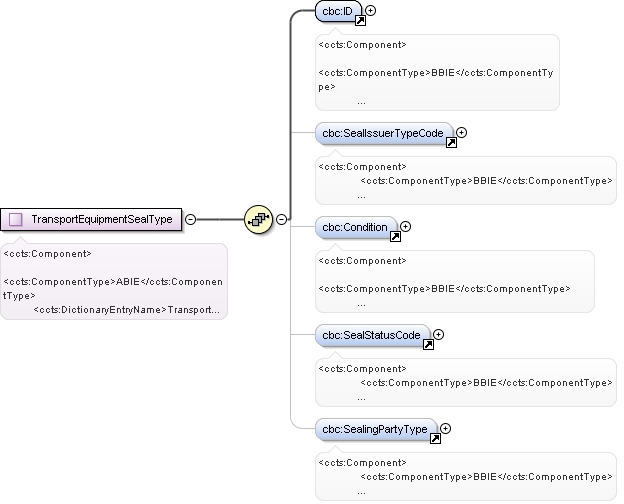 cbc:ID
<ccts:Component>
<ccts:ComponentType>BBIE</ccts:ComponentTy
pe>
...
cbc:SealIssuerTypeCode
<ccts:Component>
<ccts:ComponentType>BBIE</ccts:ComponentType>
...
TransportEquipmentSealType
<ccts:Component>
<ccts:ComponentType>ABIE</ccts:Componen
tType>
<ccts:DictionaryEntryName>Transport...
cbc:Condition
<ccts:Component>
<ccts:ComponentType>BBIE</ccts:ComponentType>
...
cbc:SealStatusCode
<ccts:Component>
<ccts:ComponentType>BBIE</ccts:ComponentType>
...
cbc:SealingPartyType
<ccts:Component>
<ccts:ComponentType>BBIE</ccts:ComponentType>
...